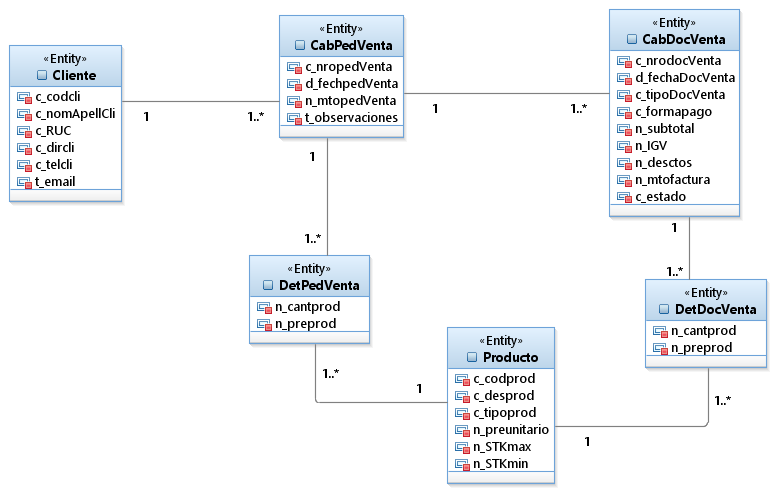 «Entity»
Cliente
c_codcli
c_nomApellCli
c_RUC
c_dircli
c_telcli
t_email
1
1..*
«Entity»
CabPedVenta
c_nropedVenta
d_fechpedVenta
n_mtopedVenta
t_observaciones
1
1..*
«Entity»
CabDocVenta
c_nrodocVenta
d_fechaDocVenta
c_tipoDocVenta
c_formapago
n_subtotal
n_IGV
n_desctos
n_mtofactura
c_estado
1
1..*
1
1..*
«Entity»
DetPedVenta
n_cantprod
n_preprod
1..*
1
«Entity»
Producto
c_codprod
c_desprod
c_tipoprod
n_preunitario
n_STKmax
n_STKmin
«Entity»
DetDocVenta
n_cantprod
n_preprod
1..*
1